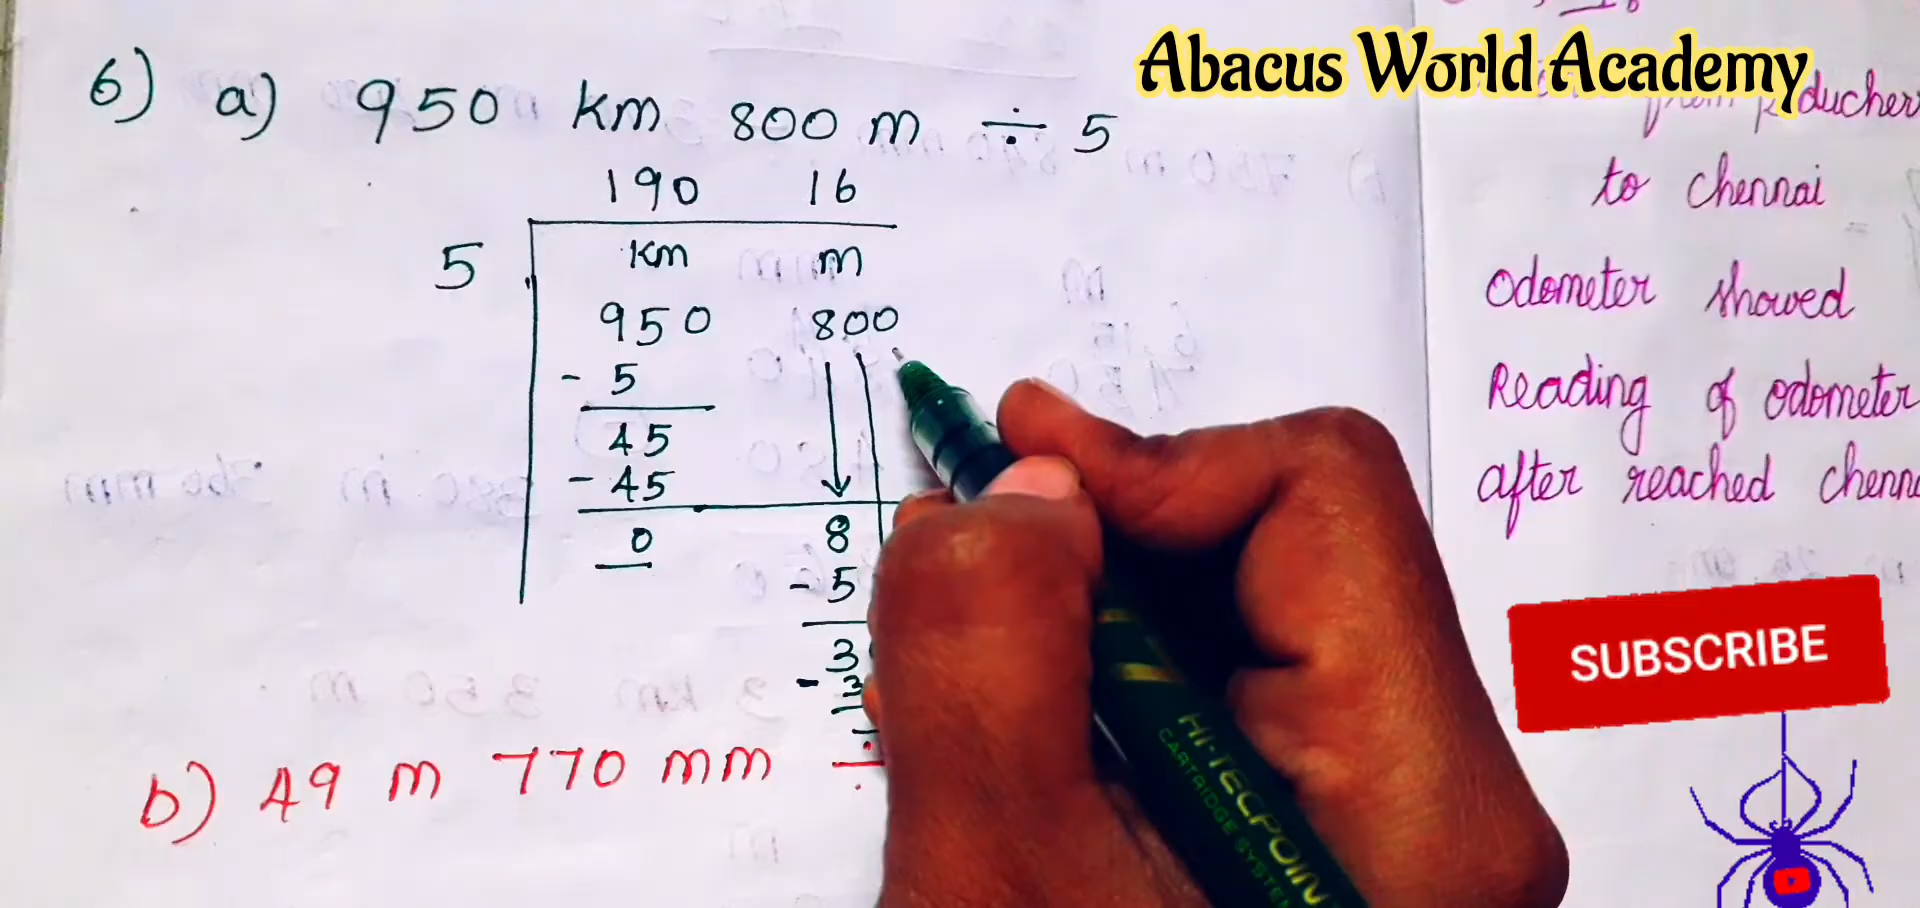 Abacus World Academy
6) a) 950 km 800 m ÷ 5
190 16
5 km m
950 800
- 5
45
- 45
0 8
- 5
3
- 3
b) 49 m 770 mm ÷
to chennai
odometer showed
Reading of odometer
after reached
SUBSCRIBE
HI-TECPOINT
CARTRIDGE SYSTEM